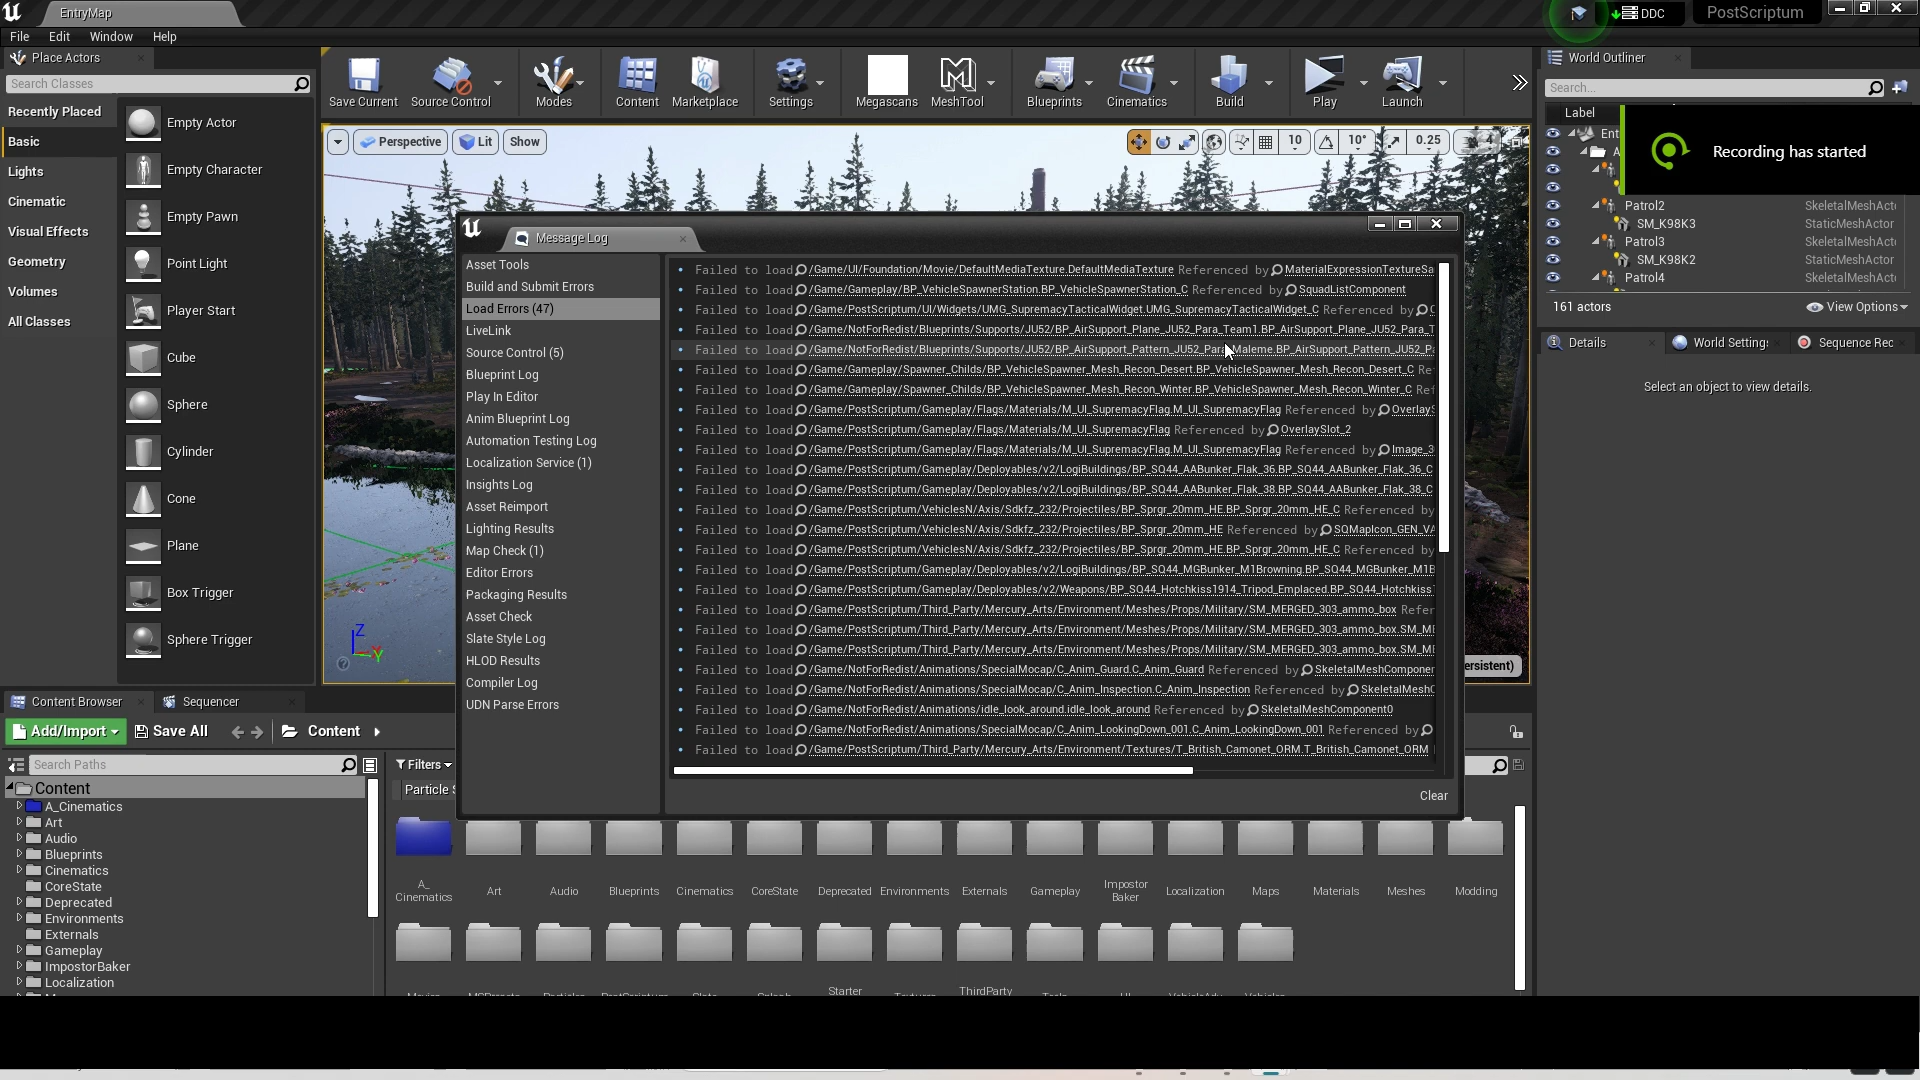 EntryMap
DDC
PostScriptum
File Edit Window Help
Place Actors
Search Classes
Recently Placed
Basic
Lights
Cinematic
Visual Effects
Geometry
Volumes
All Classes
Empty Actor
Empty Character
Empty Pawn
Point Light
Player Start
Cube
Sphere
Cylinder
Cone
Plane
Box Trigger
Sphere Trigger
Save Current Source Control Modes Content Marketplace Settings Megascans MeshTool Blueprints Cinematics Build Play Launch
Perspective Lit Show
10 10° 0.25 4
Z
Y
ersistent)
Message Log
Asset Tools
Build and Submit Errors
Load Errors (47)
LiveLink
Source Control (5)
Blueprint Log
Play In Editor
Anim Blueprint Log
Automation Testing Log
Localization Service (1)
Insights Log
Asset Reimport
Lighting Results
Map Check (1)
Editor Errors
Packaging Results
Asset Check
Slate Style Log
HLOD Results
Compiler Log
UDN Parse Errors
Failed to load /Game/UI/Foundation/Movie/DefaultMediaTexture.DefaultMediaTexture Referenced by MaterialExpressionTextureSa
Failed to load /Game/Gameplay/BP_VehicleSpawnerStation.BP_VehicleSpawnerStation_C Referenced by SquadListComponent
Failed to load /Game/PostScriptum/UI/Widgets/UMG_SupremacyTacticalWidget.UMG_SupremacyTacticalWidget_C Referenced by
Failed to load /Game/NotForRedist/Blueprints/Supports/JU52/BP_AirSupport_Plane_JU52_Para_Team1.BP_AirSupport_Plane_JU52_Para_T
Failed to load /Game/NotForRedist/Blueprints/Supports/JU52/BP_AirSupport_Pattern_JU52_Para_Maleme.BP_AirSupport_Pattern_JU52_Pa
Failed to load /Game/Gameplay/Spawner_Childs/BP_VehicleSpawner_Mesh_Recon_Desert.BP_VehicleSpawner_Mesh_Recon_Desert_C Re
Failed to load /Game/Gameplay/Spawner_Childs/BP_VehicleSpawner_Mesh_Recon_Winter.BP_VehicleSpawner_Mesh_Recon_Winter_C Ref
Failed to load /Game/PostScriptum/Gameplay/Flags/Materials/M_UI_SupremacyFlag.M_UI_SupremacyFlag Referenced by OverlayS
Failed to load /Game/PostScriptum/Gameplay/Flags/Materials/M_UI_SupremacyFlag Referenced by OverlaySlot_2
Failed to load /Game/PostScriptum/Gameplay/Flags/Materials/M_UI_SupremacyFlag.M_UI_SupremacyFlag Referenced by Image_3
Failed to load /Game/PostScriptum/Gameplay/Deployables/v2/LogiBuildings/BP_SQ44_AABunker_Flak_36.BP_SQ44_AABunker_Flak_36_C
Failed to load /Game/PostScriptum/Gameplay/Deployables/v2/LogiBuildings/BP_SQ44_AABunker_Flak_38.BP_SQ44_AABunker_Flak_38_C
Failed to load /Game/PostScriptum/VehiclesN/Axis/Sdkfz_232/Projectiles/BP_Sprgr_20mm_HE.BP_Sprgr_20mm_HE_C Referenced by
Failed to load /Game/PostScriptum/VehiclesN/Axis/Sdkfz_232/Projectiles/BP_Sprgr_20mm_HE Referenced by SQMapIcon_GEN_VA
Failed to load /Game/PostScriptum/VehiclesN/Axis/Sdkfz_232/Projectiles/BP_Sprgr_20mm_HE.BP_Sprgr_20mm_HE_C Referenced by
Failed to load /Game/PostScriptum/Gameplay/Deployables/v2/LogiBuildings/BP_SQ44_MGBunker_M1Browning.BP_SQ44_MGBunker_M1B
Failed to load /Game/PostScriptum/Gameplay/Deployables/v2/Weapons/BP_SQ44_Hotchkiss1914_Tripod_Emplaced.BP_SQ44_Hotchkiss
Failed to load /Game/PostScriptum/Third_Party/Mercury_Arts/Environment/Meshes/Props/Military/SM_MERGED_303_ammo_box Refer
Failed to load /Game/PostScriptum/Third_Party/Mercury_Arts/Environment/Meshes/Props/Military/SM_MERGED_303_ammo_box.SM_ME
Failed to load /Game/PostScriptum/Third_Party/Mercury_Arts/Environment/Meshes/Props/Military/SM_MERGED_303_ammo_box.SM_ME
Failed to load /Game/NotForRedist/Animations/SpecialMocap/C_Anim_Guard.C_Anim_Guard Referenced by SkeletalMeshComponen
Failed to load /Game/NotForRedist/Animations/SpecialMocap/C_Anim_Inspection.C_Anim_Inspection Referenced by SkeletalMeshC
Failed to load /Game/NotForRedist/Animations/idle_look_around.idle_look_around Referenced by SkeletalMeshComponent0
Failed to load /Game/NotForRedist/Animations/SpecialMocap/C_Anim_LookingDown_001.C_Anim_LookingDown_001 Referenced by
Failed to load /Game/PostScriptum/Third_Party/Mercury_Arts/Environment/Textures/T_British_Camonet_ORM.T_British_Camonet_ORM
Clear
World Outliner
Search...
Label
Ent
A
Recording has started
Patrol2 SkeletalMeshActo
SM_K98K3 StaticMeshActor
Patrol3 SkeletalMeshActo
SM_K98K2 StaticMeshActor
Patrol4 SkeletalMeshActo
161 actors View Options
Details World Settings Sequence Rec
Select an object to view details.
Content Browser Sequencer
Add/Import Save All Content
Search Paths Filters
Particle S
Content
A_Cinematics
Art
Audio
Blueprints
Cinematics
CoreState
Deprecated
Environments
Externals
Gameplay
ImpostorBaker
Localization
A_
Cinematics Art Audio Blueprints Cinematics CoreState Deprecated Environments Externals Gameplay Impostor
Baker Localization Maps Materials Meshes Modding
Starter ThirdParty